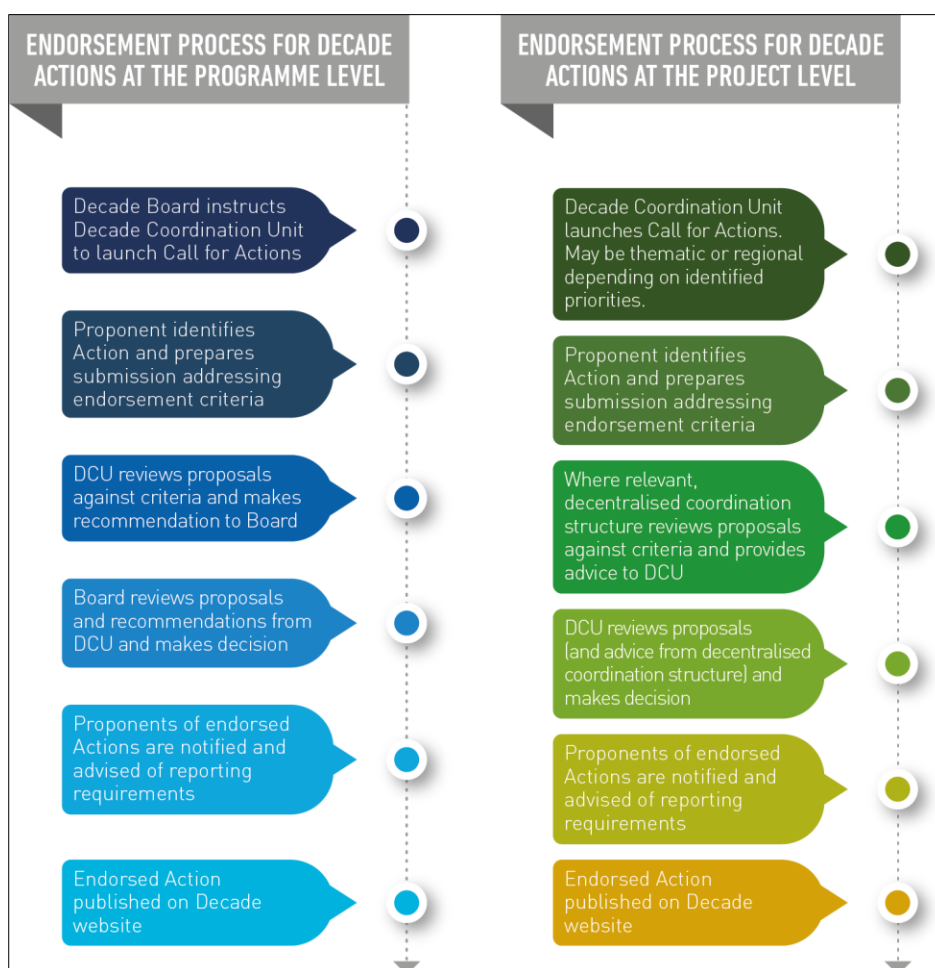 ENDORSEMENT PROCESS FOR DECADE
ACTIONS AT THE PROGRAMME LEVEL
Decade Board instructs
Decade Coordination Unit
to launch Call for Actions
Proponent identifies
Action and prepares
submission addressing
endorsement criteria
DCU reviews proposals
against criteria and makes
recommendation to Board
Board reviews proposals
and recommendations from
DCU and makes decision
Proponents of endorsed
Actions are notified and
advised of reporting
requirements
Endorsed Action
published on Decade
website
ENDORSEMENT PROCESS FOR DECADE
ACTIONS AT THE PROJECT LEVEL
Decade Coordination Unit
launches Call for Actions.
May be thematic or regional
depending on identified
priorities.
Proponent identifies
Action and prepares
submission addressing
endorsement criteria
Where relevant,
decentralised coordination
structure reviews proposals
against criteria and provides
advice to DCU
DCU reviews proposals
(and advice from decentralised
coordination structure) and
makes decision
Proponents of endorsed
Actions are notified and
advised of reporting
requirements
Endorsed Action
published on Decade
website